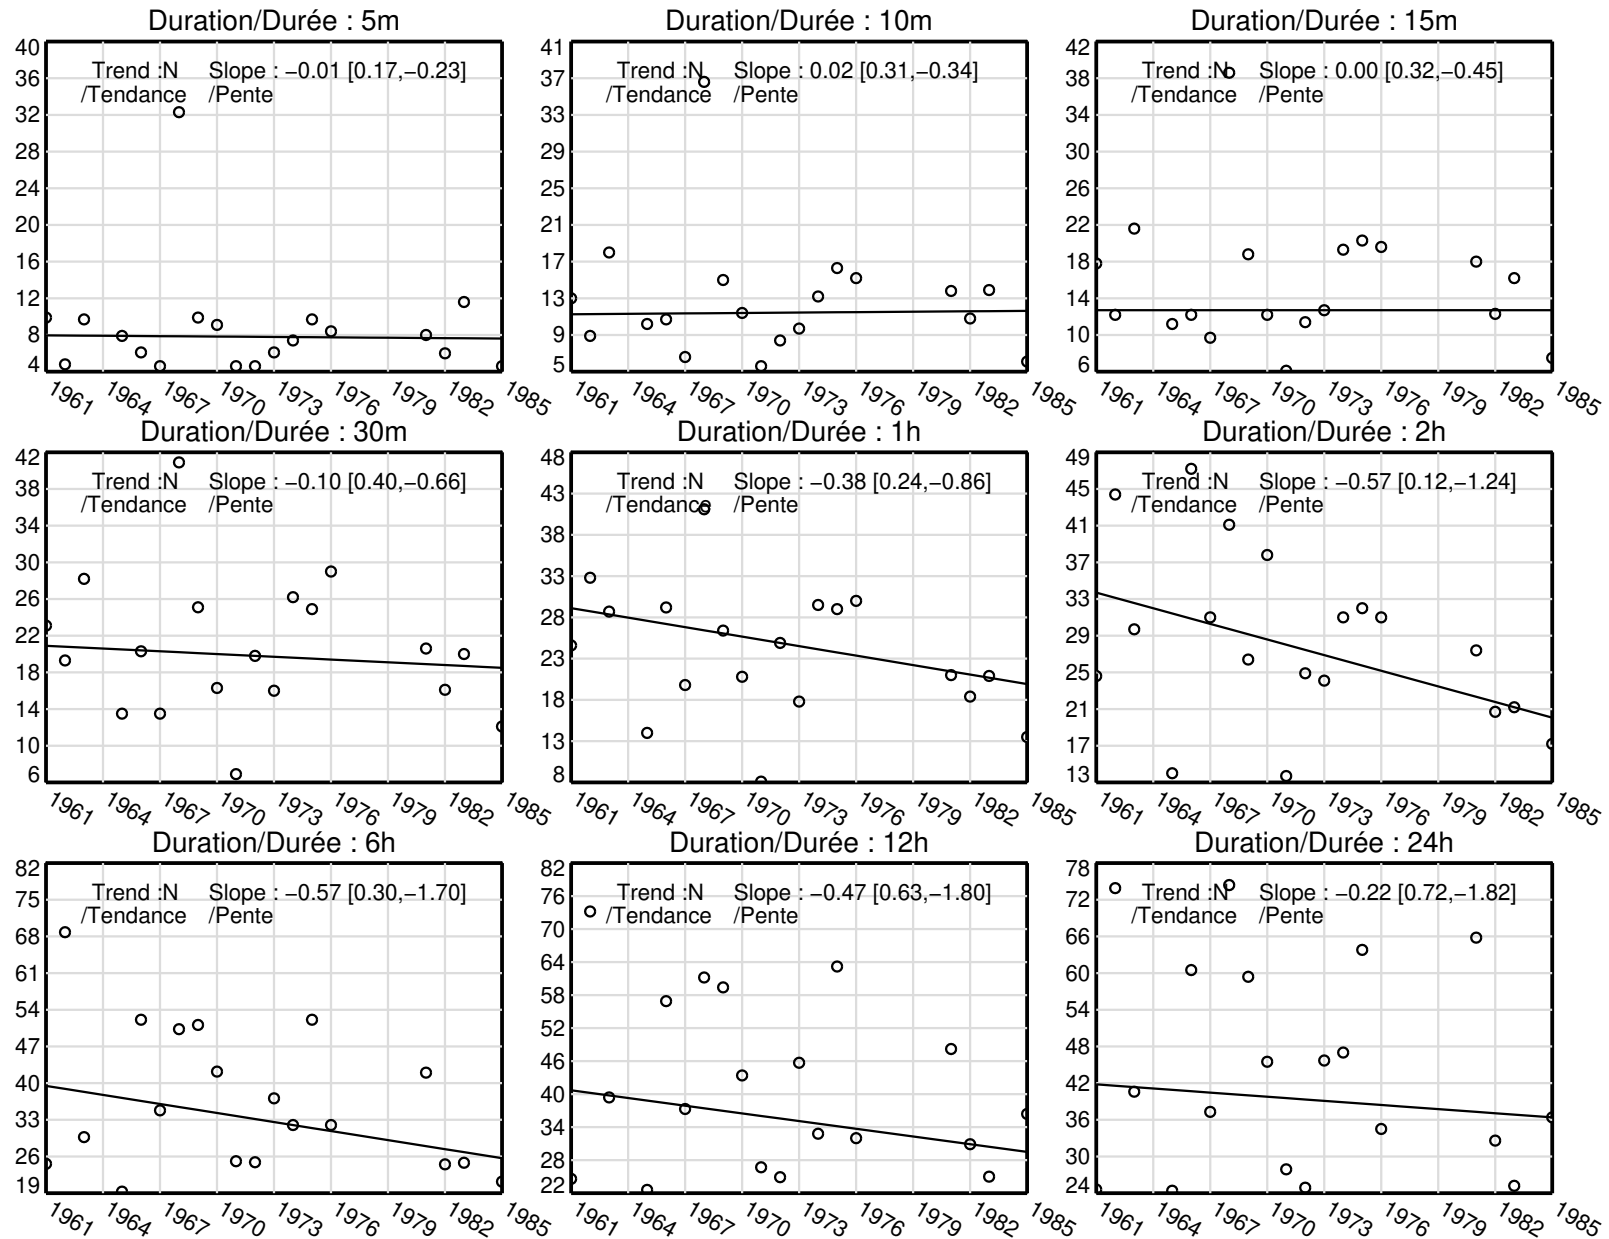 Duration/Durée : 5m
40
36
32
28
24
20
16
12
8
4
Trend :N Slope : −0.01 [0.17,−0.23]
/Tendance /Pente
1961 1964 1967 1970 1973 1976 1979 1982 1985
Duration/Durée : 10m
41
37
33
29
25
21
17
13
9
5
Trend :N Slope : 0.02 [0.31,−0.34]
/Tendance /Pente
1961 1964 1967 1970 1973 1976 1979 1982 1985
Duration/Durée : 15m
42
38
34
30
26
22
18
14
10
6
Trend :N Slope : 0.00 [0.32,−0.45]
/Tendance /Pente
1961 1964 1967 1970 1973 1976 1979 1982 1985
Duration/Durée : 30m
42
38
34
30
26
22
18
14
10
6
Trend :N Slope : −0.10 [0.40,−0.66]
/Tendance /Pente
1961 1964 1967 1970 1973 1976 1979 1982 1985
Duration/Durée : 1h
48
43
38
33
28
23
18
13
8
Trend :N Slope : −0.38 [0.24,−0.86]
/Tendance /Pente
1961 1964 1967 1970 1973 1976 1979 1982 1985
Duration/Durée : 2h
49
45
41
37
33
29
25
21
17
13
Trend :N Slope : −0.57 [0.12,−1.24]
/Tendance /Pente
1961 1964 1967 1970 1973 1976 1979 1982 1985
Duration/Durée : 6h
82
75
68
61
54
47
40
33
26
19
Trend :N Slope : −0.57 [0.30,−1.70]
/Tendance /Pente
1961 1964 1967 1970 1973 1976 1979 1982 1985
Duration/Durée : 12h
82
76
70
64
58
52
46
40
34
28
22
Trend :N Slope : −0.47 [0.63,−1.80]
/Tendance /Pente
1961 1964 1967 1970 1973 1976 1979 1982 1985
Duration/Durée : 24h
78
72
66
60
54
48
42
36
30
24
Trend :N Slope : −0.22 [0.72,−1.82]
/Tendance /Pente
1961 1964 1967 1970 1973 1976 1979 1982 1985